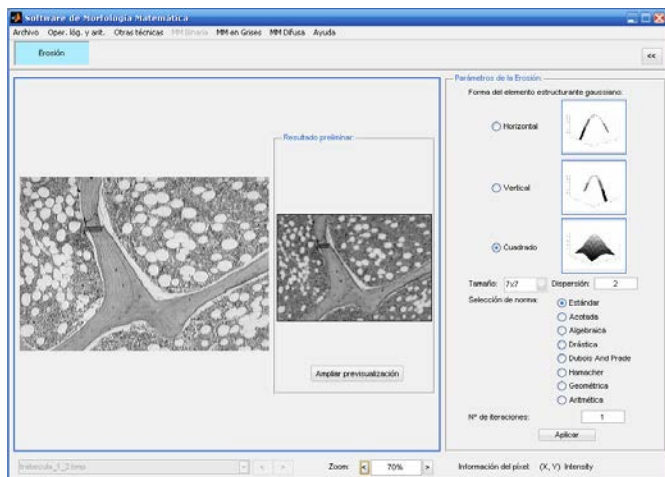 Software de Morfología Matemática
Archivo Oper. lóg. y arit. Otras técnicas MM Binaria MM en Grises MM Difusa Ayuda
Erosión
<<
Parámetros de la Erosión:
Forma del elemento estructurante gaussiano:
Resultado preliminar:
Horizontal
Vertical
Cuadrado
Tamaño: 7x7 Dispersión: 2
Selección de norma: Estándar
Acotada
Algebraica
Drástica
Dubois And Prade
Hamacher
Geométrica
Aritmética
Ampliar previsualización
Nº de iteraciones: 1
Aplicar
trabecula_1_2.bmp < > Zoom: < 70% > Información del pixel: (X, Y) Intensity